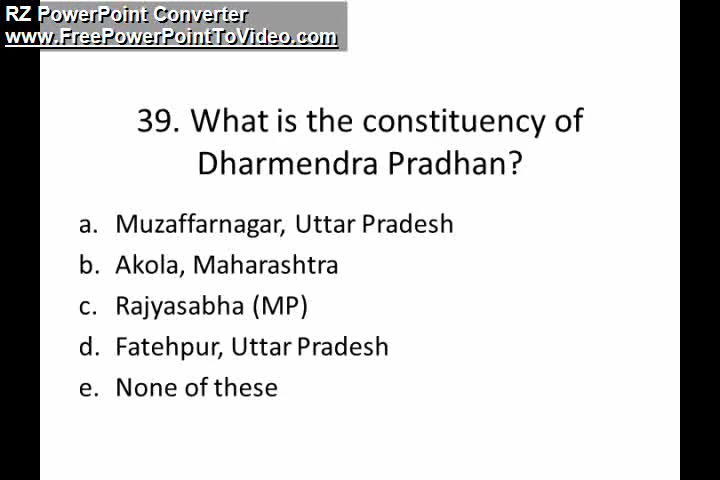 RZ PowerPoint Converter
www.FreePowerPointToVideo.com
39. What is the constituency of
Dharmendra Pradhan?
a. Muzaffarnagar, Uttar Pradesh
b. Akola, Maharashtra
c. Rajyasabha (MP)
d. Fatehpur, Uttar Pradesh
e. None of these